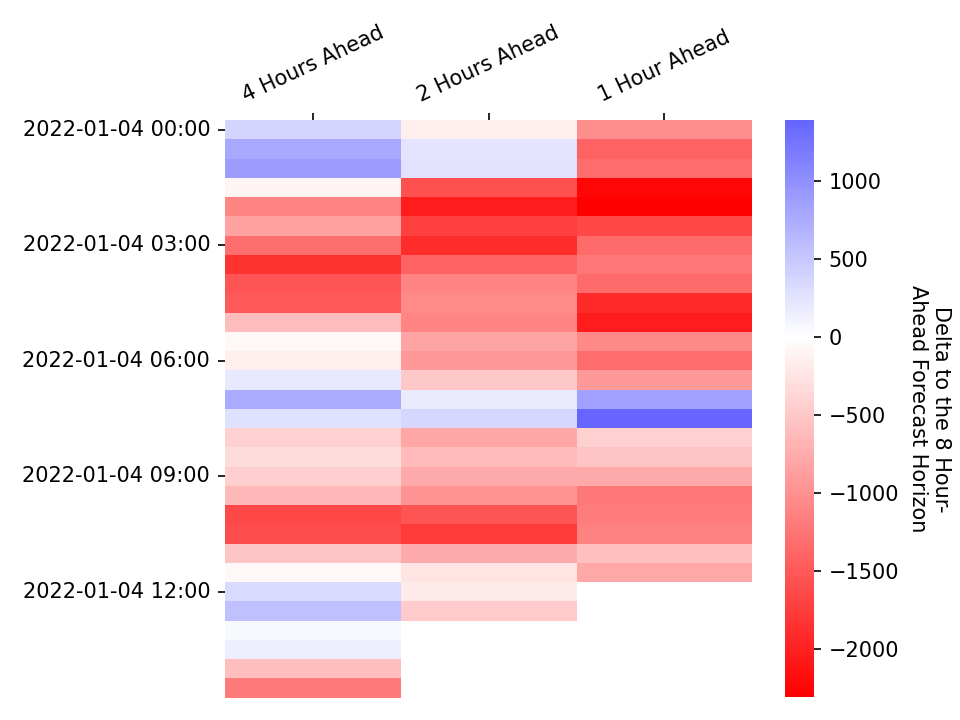 4 Hours Ahead
2 Hours Ahead
1 Hour Ahead
2022-01-04 00:00
2022-01-04 03:00
2022-01-04 06:00
2022-01-04 09:00
2022-01-04 12:00
1000
500
0
−500
−1000
−1500
−2000
Delta to the 8 Hour-
Ahead Forecast Horizon